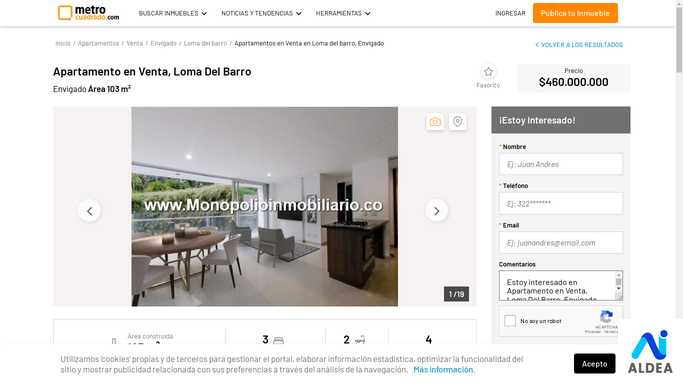 metro
cuadrado.com
BUSCAR INMUEBLES
NOTICIAS Y TENDENCIAS
HERRAMIENTAS
INGRESAR
Publica tu Inmueble
Inicio / Apartamentos / Venta / Envigado / Loma del barro / Apartamentos en Venta en Loma del barro, Envigado
< VOLVER A LOS RESULTADOS
Apartamento en Venta, Loma Del Barro
Envigado Área 103 m²
Favorito
Precio
$460.000.000
www.Monopolioinmobiliario.co
1 /19
¡Estoy Interesado!
* Nombre
Ej: Juan Andres
* Teléfono
Ej: 322*******
* Email
Ej: juanandres@email.com
Comentarios
Estoy interesado en
Apartamento en Venta,
Loma Del Barro, Envigado
No soy un robot
reCAPTCHA
Área construida
3
2
4
Utilizamos 'cookies' propias y de terceros para gestionar el portal, elaborar información estadística, optimizar la funcionalidad del
sitio y mostrar publicidad relacionada con sus preferencias a través del análisis de la navegación. Más información.
Acepto
ALDEA